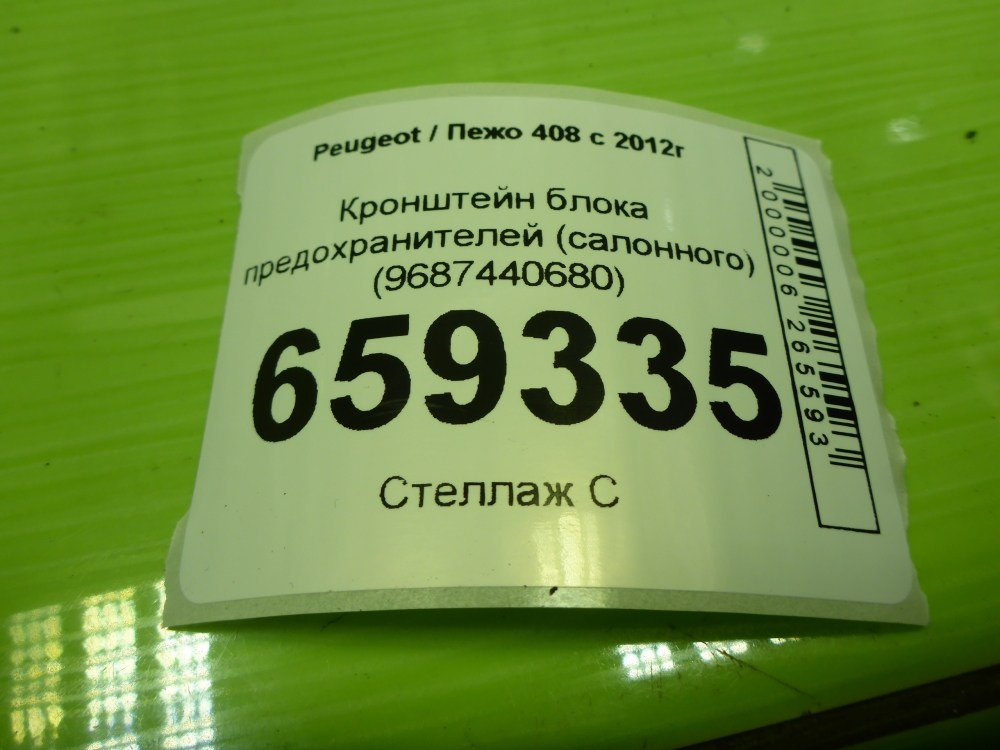 Peugeot / Пежо 408 с 2012г
Кронштейн блока
предохранителей (салонного)
(9687440680)
659335
Стеллаж С
2000006265593